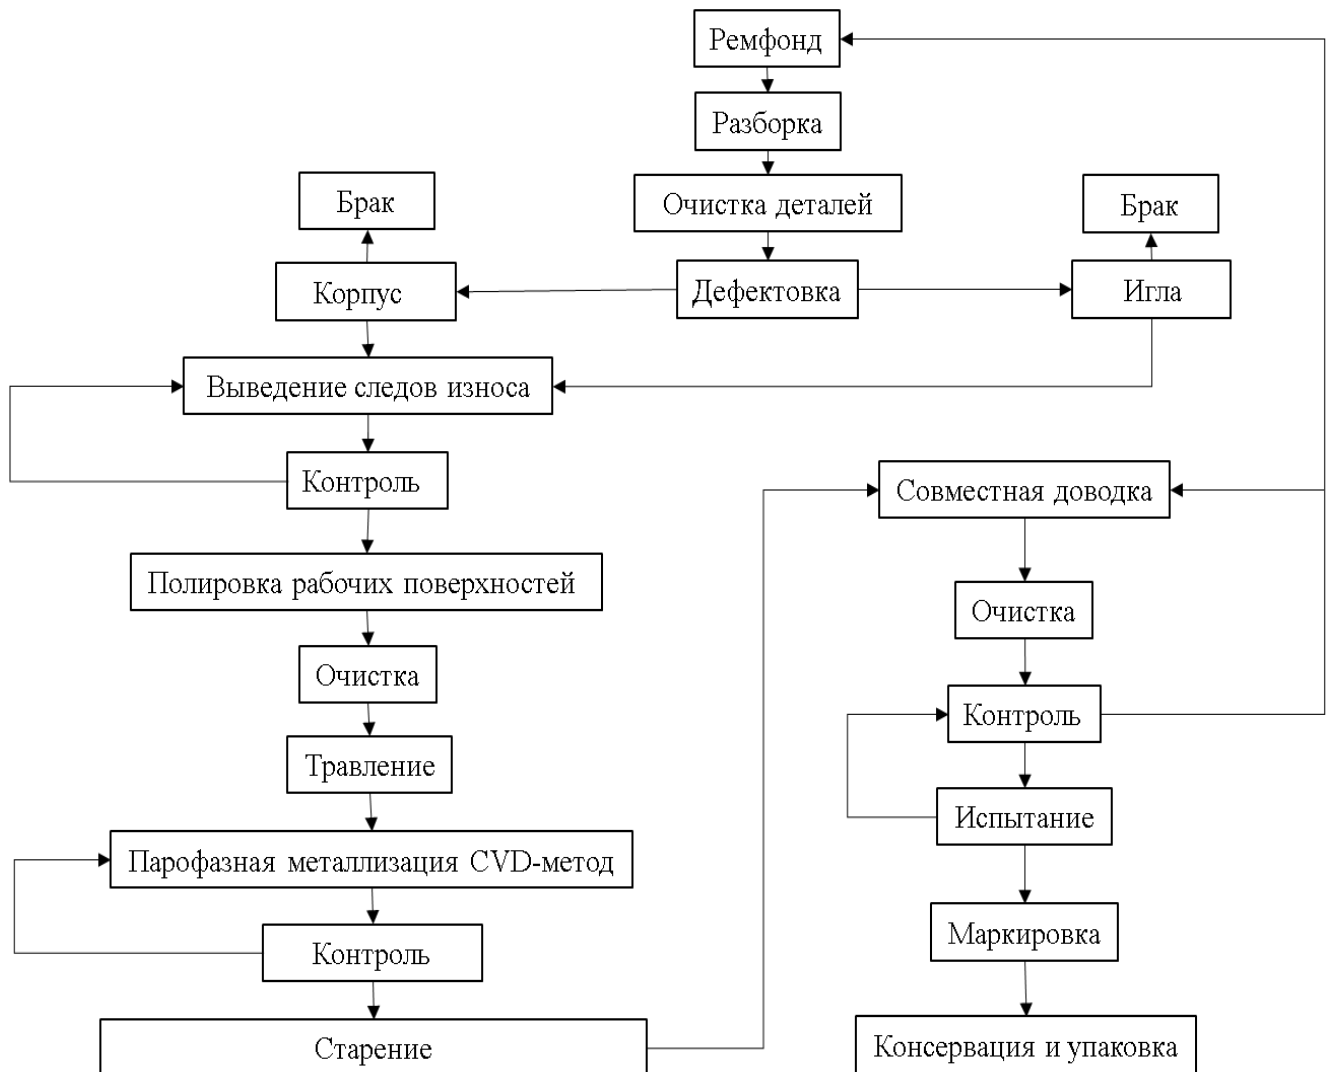 Ремфонд
Разборка
Очистка деталей
Брак
Брак
Корпус
Дефектовка
Игла
Выведение следов износа
Контроль
Полировка рабочих поверхностей
Очистка
Травление
Парофазная металлизация CVD-метод
Контроль
Старение
Совместная доводка
Очистка
Контроль
Испытание
Маркировка
Консервация и упаковка